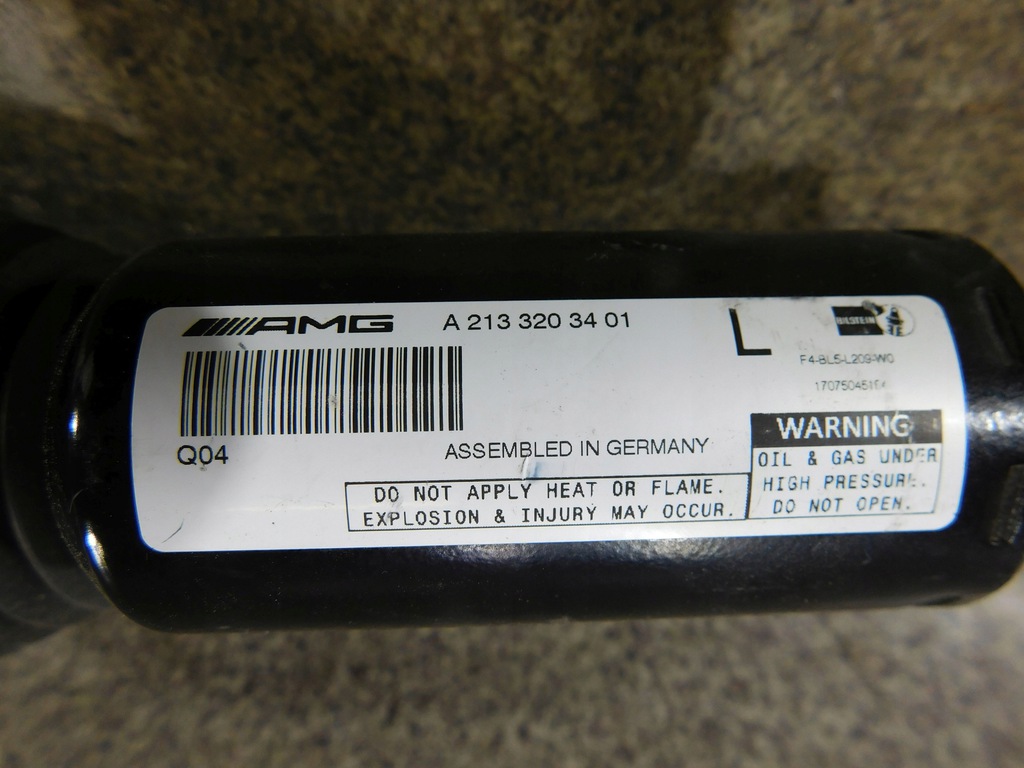 AMG A 213 320 34 01 L
BILSTEIN
F4-BL5-L209-W0
Q04
ASSEMBLED IN GERMANY
DO NOT APPLY HEAT OR FLAME.
EXPLOSION & INJURY MAY OCCUR.
WARNING
OIL & GAS UNDER
HIGH PRESSURE.
DO NOT OPEN.